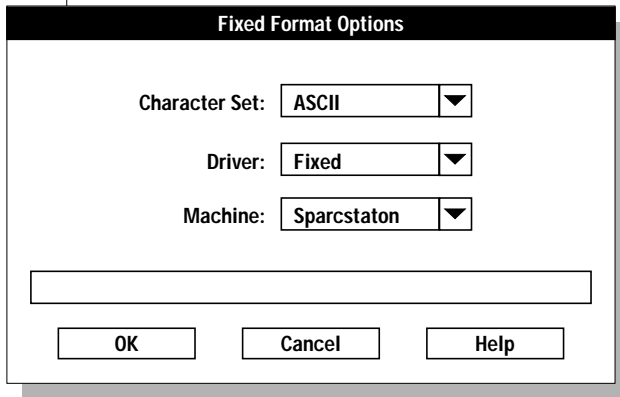 Fixed Format Options
Character Set: ASCII
Driver: Fixed
Machine: Sparcstaton
OK Cancel Help